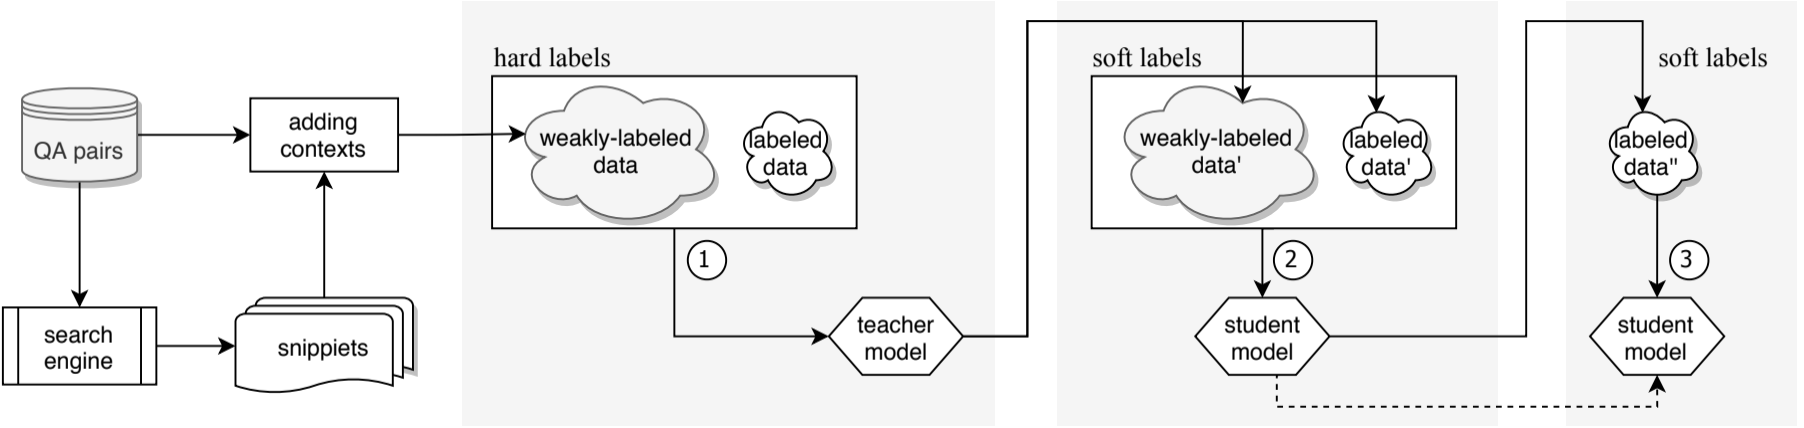 QA pairs
adding
contexts
search
engine
snippiets
hard labels
weakly-labeled
data
labeled
data
1
teacher
model
soft labels
weakly-labeled
data'
labeled
data'
2
student
model
soft labels
labeled
data"
3
student
model